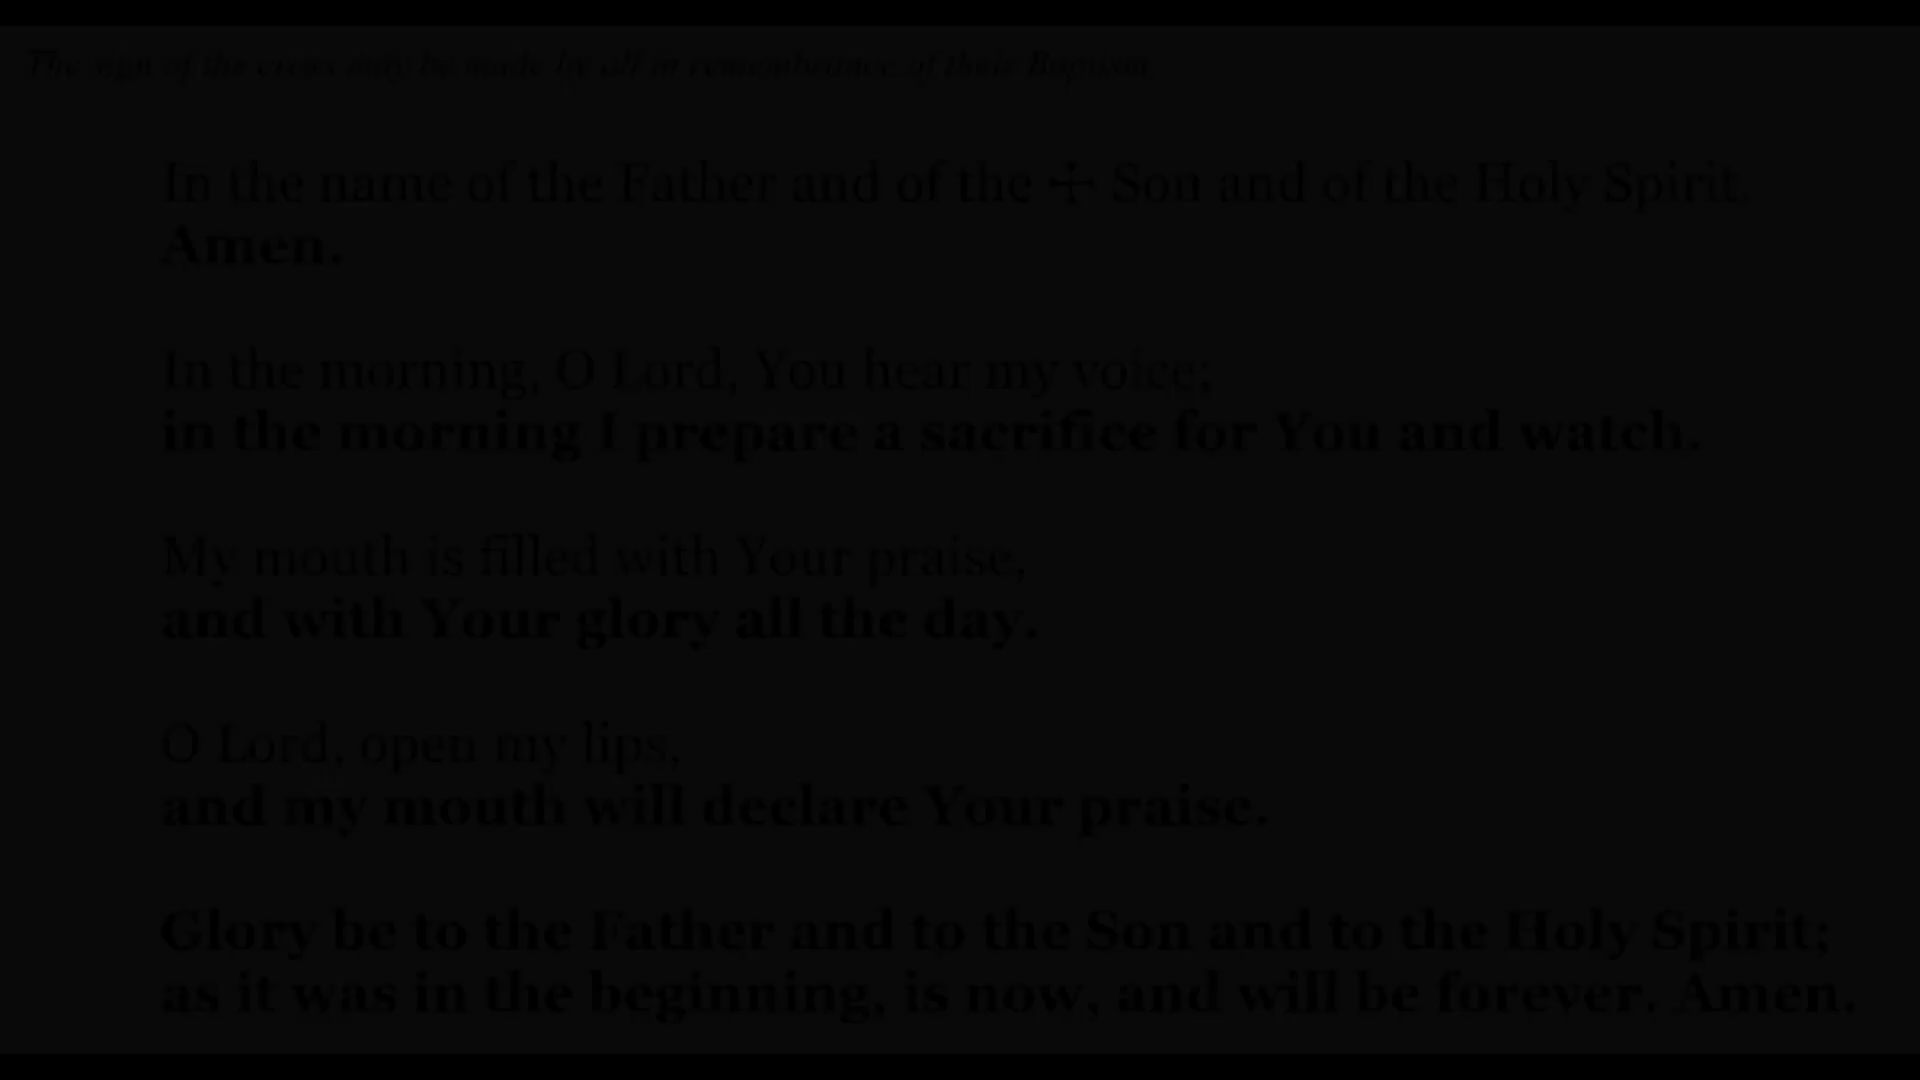 The sign of the cross may be made by all in remembrance of their Baptism.
In the name of the Father and of the ☩ Son and of the Holy Spirit.
Amen.
In the morning, O Lord, You hear my voice;
in the morning I prepare a sacrifice for You and watch.
My mouth is filled with Your praise,
and with Your glory all the day.
O Lord, open my lips,
and my mouth will declare Your praise.
Glory be to the Father and to the Son and to the Holy Spirit;
as it was in the beginning, is now, and will be forever. Amen.